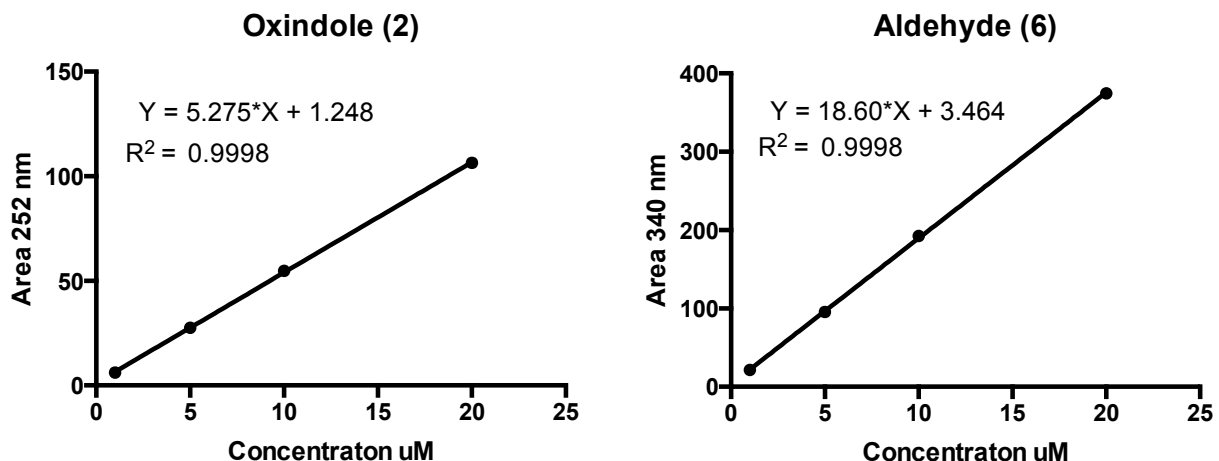 Oxindole (2)
150
100
50
0
Y = 5.275*X + 1.248
R² = 0.9998
Area 252 nm
0 5 10 15 20 25
Concentraton uM
Aldehyde (6)
400
300
200
100
0
Y = 18.60*X + 3.464
R² = 0.9998
Area 340 nm
0 5 10 15 20 25
Concentraton uM